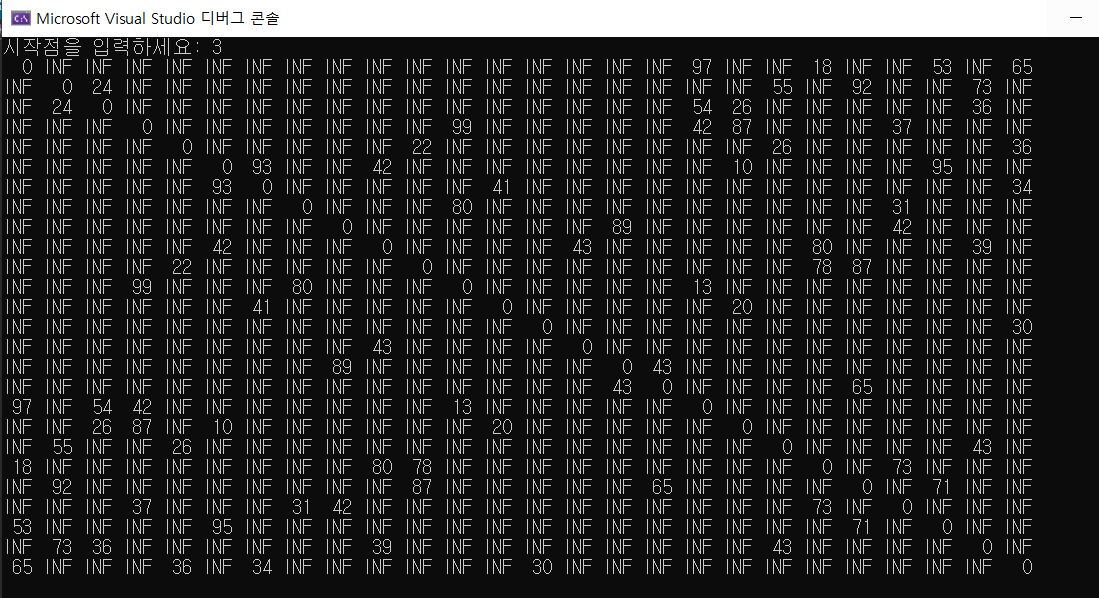 Microsoft Visual Studio 디버그 콘솔
시작점을 입력하세요: 3
0 INF INF INF INF INF INF INF INF INF INF INF INF INF INF INF INF 97 INF INF 18 INF INF 53 INF 65
INF 0 24 INF INF INF INF INF INF INF INF INF INF INF INF INF INF INF INF 55 INF 92 INF INF 73 INF
INF 24 0 INF INF INF INF INF INF INF INF INF INF INF INF INF INF 54 26 INF INF INF INF INF 36 INF
INF INF INF 0 INF INF INF INF INF INF INF 99 INF INF INF INF INF 42 87 INF INF INF 37 INF INF INF
INF INF INF INF 0 INF INF INF INF INF 22 INF INF INF INF INF INF INF INF 26 INF INF INF INF INF 36
INF INF INF INF INF 0 93 INF INF 42 INF INF INF INF INF INF INF INF 10 INF INF INF INF 95 INF INF
INF INF INF INF INF 93 0 INF INF INF INF INF 41 INF INF INF INF INF INF INF INF INF INF INF INF 34
INF INF INF INF INF INF INF 0 INF INF INF 80 INF INF INF INF INF INF INF INF INF INF 31 INF INF INF
INF INF INF INF INF INF INF INF 0 INF INF INF INF INF INF 89 INF INF INF INF INF INF 42 INF INF INF
INF INF INF INF INF 42 INF INF INF 0 INF INF INF INF 43 INF INF INF INF INF 80 INF INF INF 39 INF
INF INF INF INF 22 INF INF INF INF INF 0 INF INF INF INF INF INF INF INF INF 78 87 INF INF INF INF
INF INF INF 99 INF INF INF 80 INF INF INF 0 INF INF INF INF INF 13 INF INF INF INF INF INF INF INF
INF INF INF INF INF INF 41 INF INF INF INF INF 0 INF INF INF INF INF 20 INF INF INF INF INF INF INF
INF INF INF INF INF INF INF INF INF INF INF INF INF 0 INF INF INF INF INF INF INF INF INF INF INF 30
INF INF INF INF INF INF INF INF INF 43 INF INF INF INF 0 INF INF INF INF INF INF INF INF INF INF INF
INF INF INF INF INF INF INF INF 89 INF INF INF INF INF INF 0 43 INF INF INF INF INF INF INF INF INF
INF INF INF INF INF INF INF INF INF INF INF INF INF INF INF 43 0 INF INF INF INF 65 INF INF INF INF
97 INF 54 42 INF INF INF INF INF INF INF 13 INF INF INF INF INF 0 INF INF INF INF INF INF INF INF
INF INF 26 87 INF 10 INF INF INF INF INF INF 20 INF INF INF INF INF 0 INF INF INF INF INF INF INF
INF 55 INF INF 26 INF INF INF INF INF INF INF INF INF INF INF INF INF INF 0 INF INF INF INF 43 INF
18 INF INF INF INF INF INF INF INF 80 78 INF INF INF INF INF INF INF INF INF 0 INF 73 INF INF INF
INF 92 INF INF INF INF INF INF INF INF 87 INF INF INF INF INF 65 INF INF INF INF 0 INF 71 INF INF
INF INF INF 37 INF INF INF 31 42 INF INF INF INF INF INF INF INF INF INF INF 73 INF 0 INF INF INF
53 INF INF INF INF 95 INF INF INF INF INF INF INF INF INF INF INF INF INF INF INF 71 INF 0 INF INF
INF 73 36 INF INF INF INF INF INF 39 INF INF INF INF INF INF INF INF INF 43 INF INF INF INF 0 INF
65 INF INF INF 36 INF 34 INF INF INF INF INF INF 30 INF INF INF INF INF INF INF INF INF INF INF 0